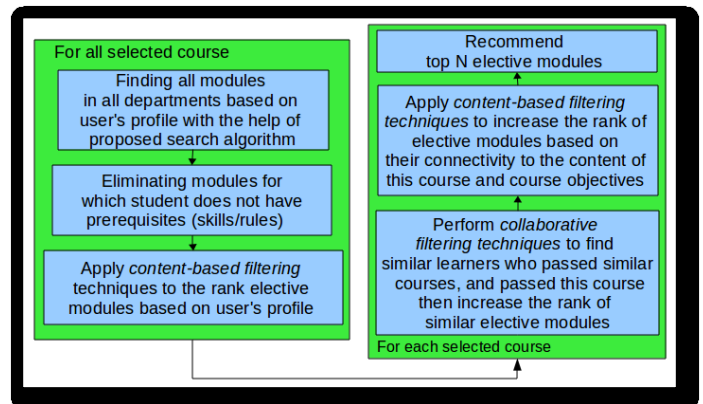 For all selected course
Finding all modules
in all departments based on
user's profile with the help of
proposed search algorithm
Eliminating modules for
which student does not have
prerequisites (skills/rules)
Apply content-based filtering
techniques to the rank elective
modules based on user's profile
Recommend
top N elective modules
Apply content-based filtering
techniques to increase the rank of
elective modules based on
their connectivity to the content of
this course and course objectives
Perform collaborative
filtering techniques to find
similar learners who passed similar
courses, and passed this course
then increase the rank of
similar elective modules
For each selected course